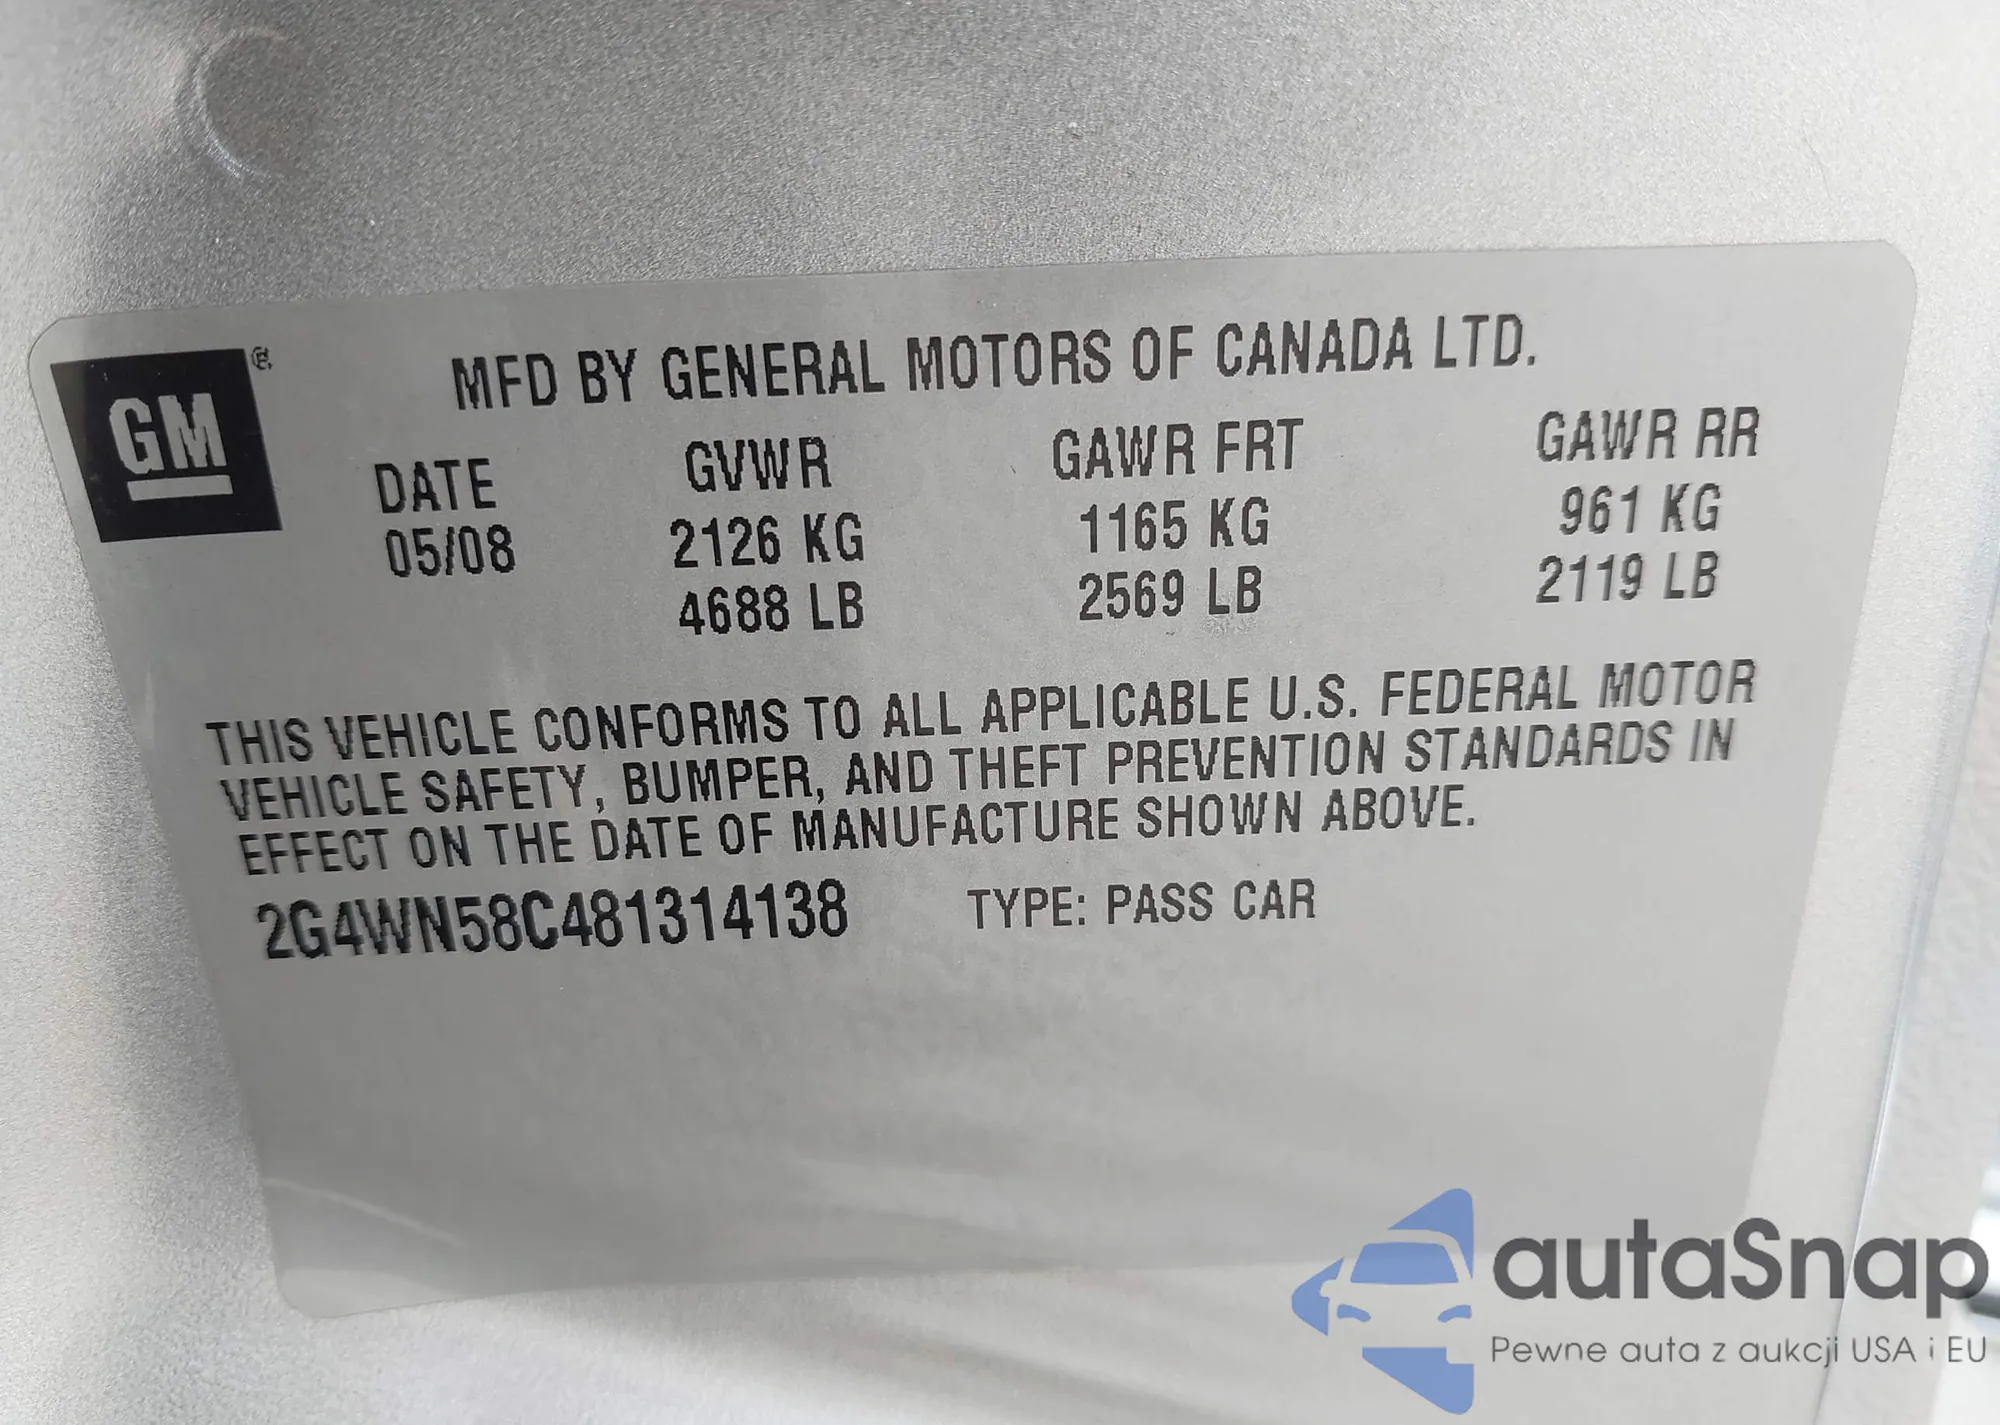 GM®
MFD BY GENERAL MOTORS OF CANADA LTD.
DATE GVWR GAWR FRT GAWR RR
05/08 2126 KG 1165 KG 961 KG
4688 LB 2569 LB 2119 LB
THIS VEHICLE CONFORMS TO ALL APPLICABLE U.S. FEDERAL MOTOR
VEHICLE SAFETY, BUMPER, AND THEFT PREVENTION STANDARDS IN
EFFECT ON THE DATE OF MANUFACTURE SHOWN ABOVE.
2G4WN58C481314138 TYPE: PASS CAR
autaSnap
Pewne auta z aukcji USA i EU